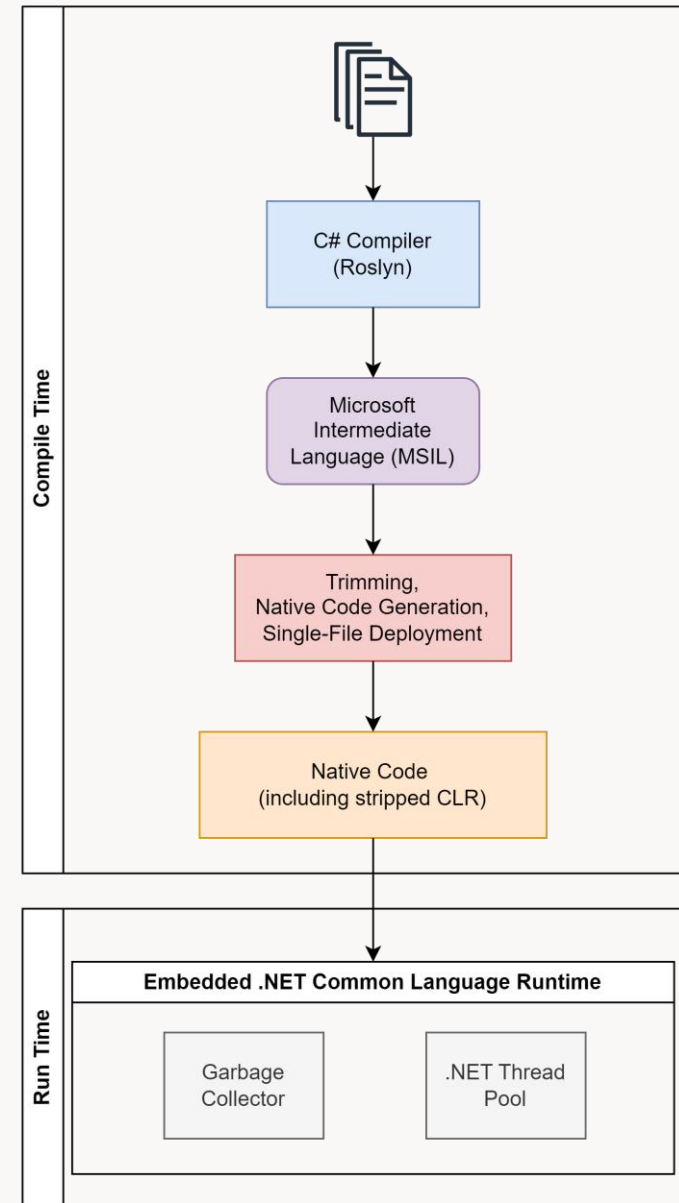 Compile Time
C# Compiler
(Roslyn)
Microsoft
Intermediate
Language (MSIL)
Trimming,
Native Code Generation,
Single-File Deployment
Native Code
(including stripped CLR)
Run Time
Embedded .NET Common Language Runtime
Garbage
Collector
.NET Thread
Pool